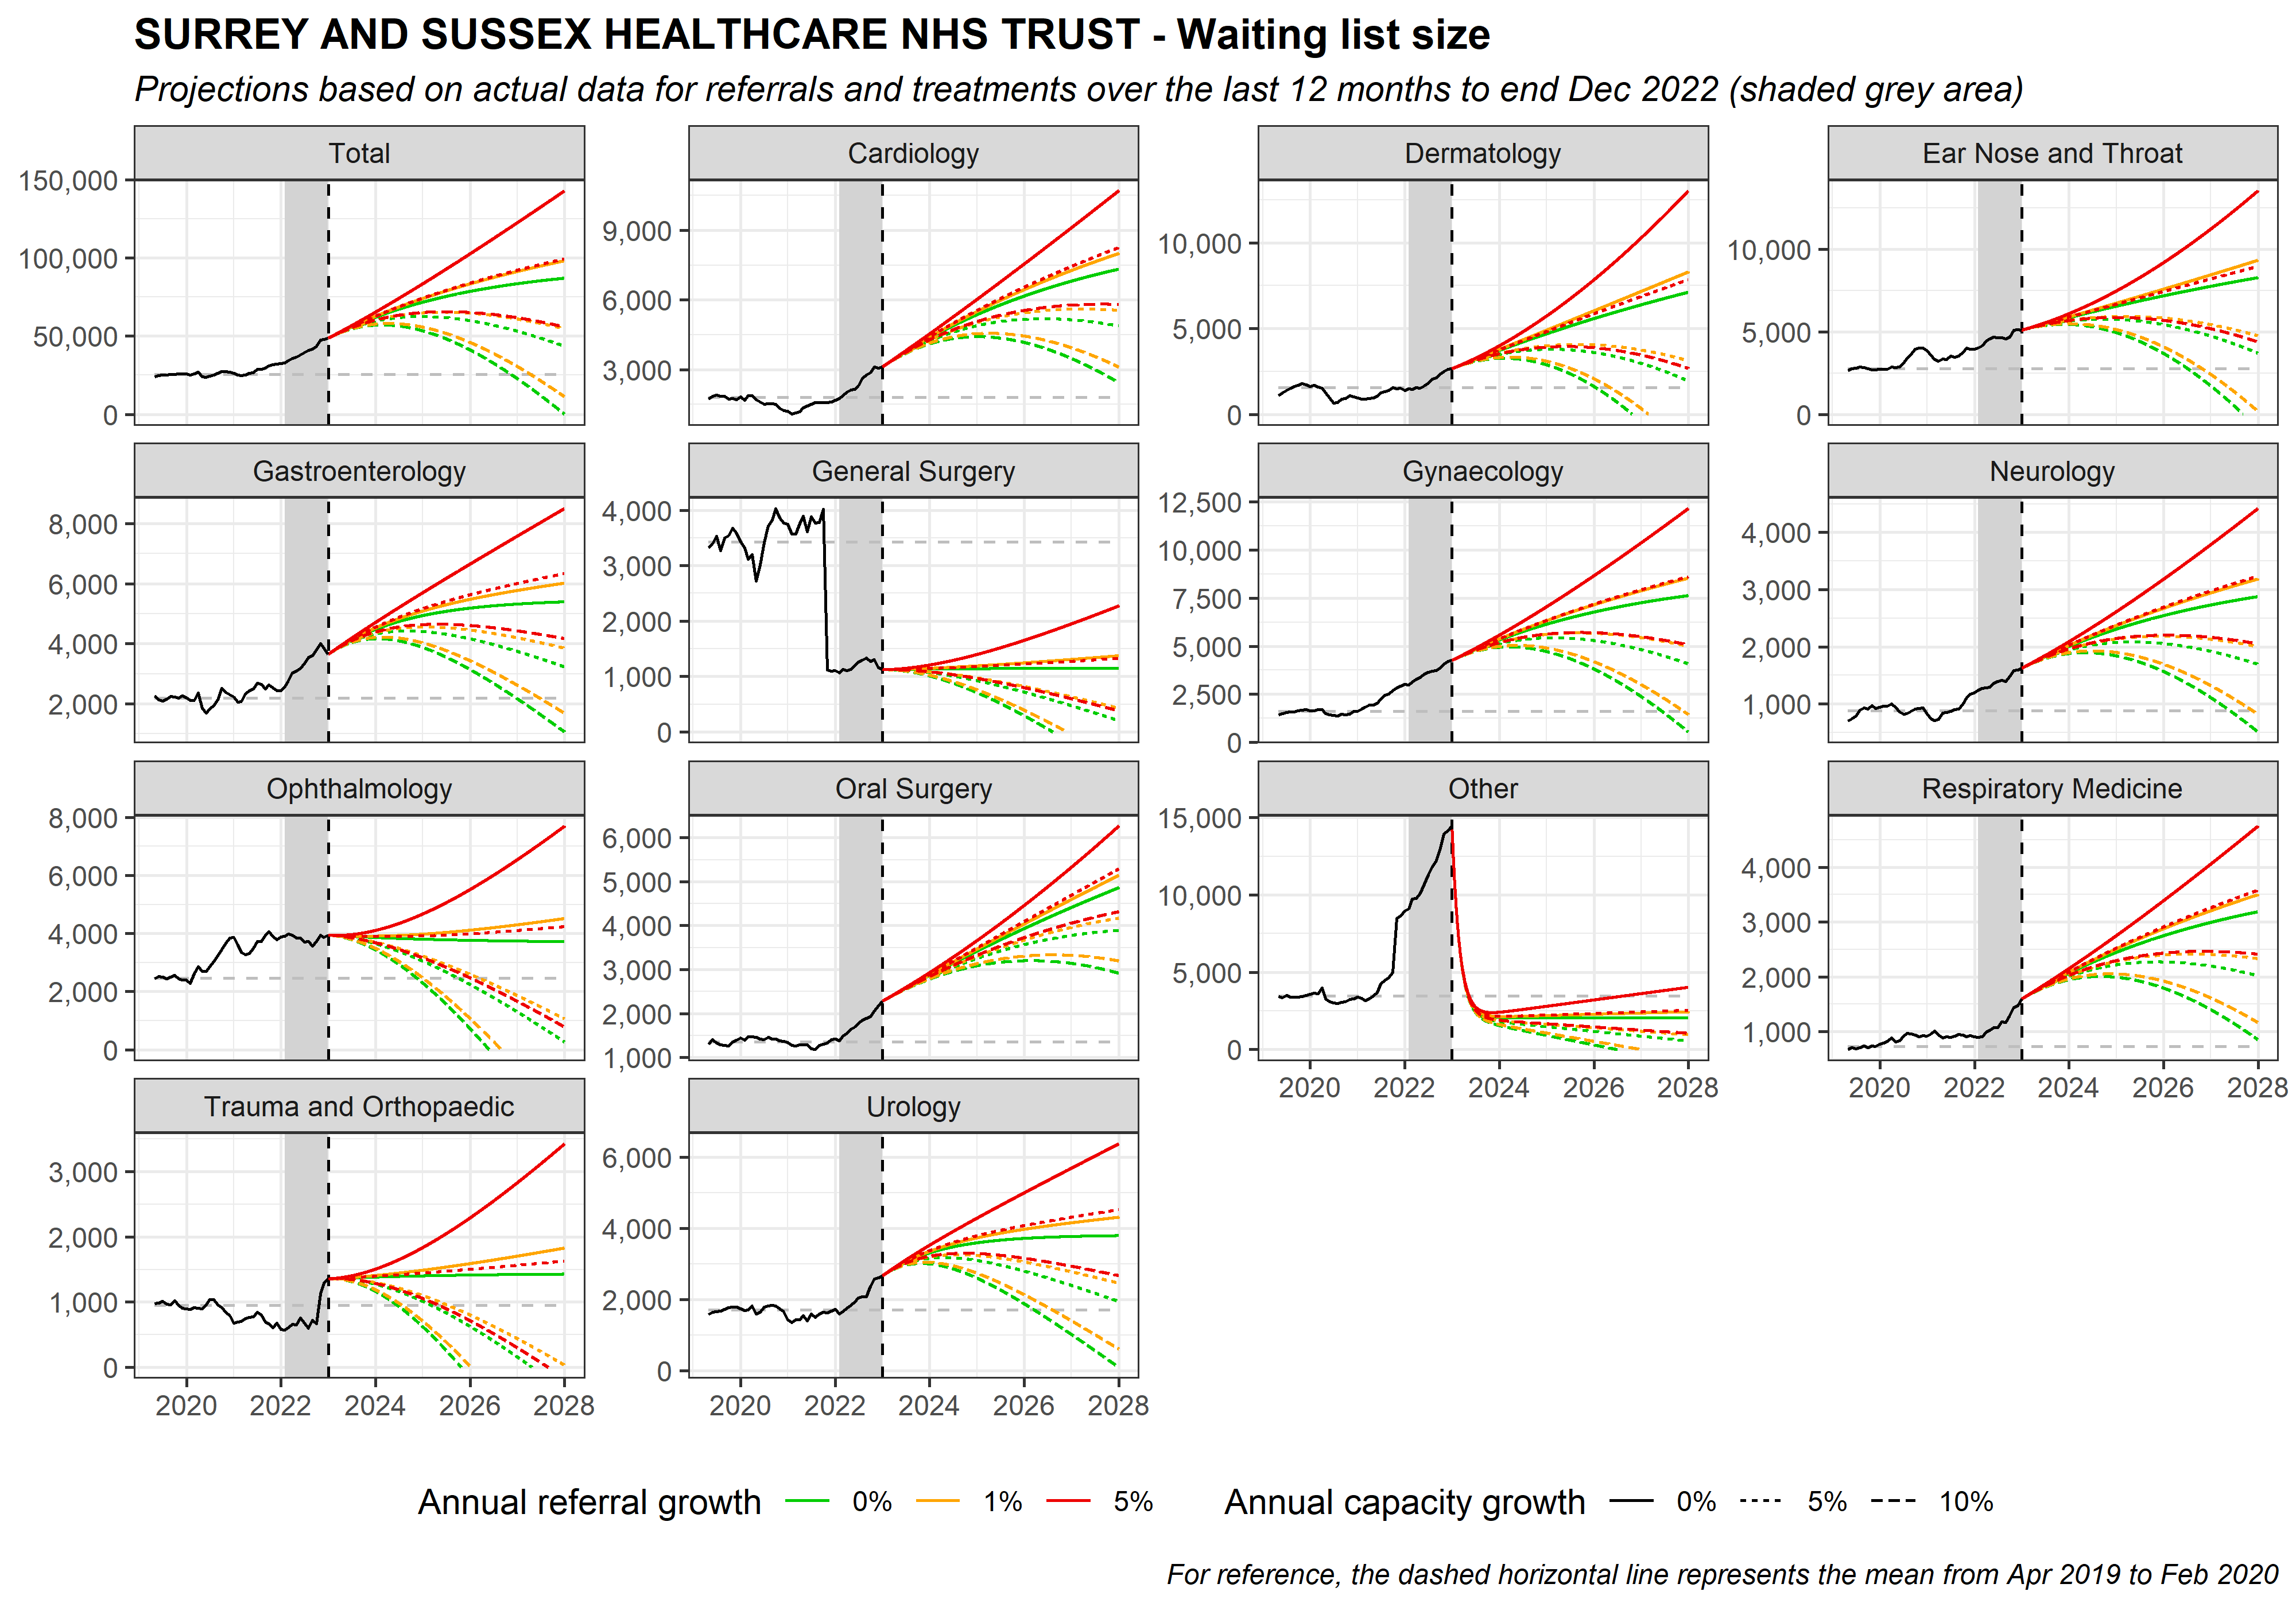 SURREY AND SUSSEX HEALTHCARE NHS TRUST - Waiting list size
Projections based on actual data for referrals and treatments over the last 12 months to end Dec 2022 (shaded grey area)
Total
150,000
100,000
50,000
0
Cardiology
9,000
6,000
3,000
Dermatology
10,000
5,000
0
Ear Nose and Throat
10,000
5,000
0
Gastroenterology
8,000
6,000
4,000
2,000
General Surgery
4,000
3,000
2,000
1,000
0
Gynaecology
12,500
10,000
7,500
5,000
2,500
0
Neurology
4,000
3,000
2,000
1,000
Ophthalmology
8,000
6,000
4,000
2,000
0
Oral Surgery
6,000
5,000
4,000
3,000
2,000
1,000
Other
15,000
10,000
5,000
0
2020 2022 2024 2026 2028
Respiratory Medicine
4,000
3,000
2,000
1,000
2020 2022 2024 2026 2028
Trauma and Orthopaedic
3,000
2,000
1,000
0
2020 2022 2024 2026 2028
Urology
6,000
4,000
2,000
0
2020 2022 2024 2026 2028
Annual referral growth 0% 1% 5% Annual capacity growth 0% 5% 10%
For reference, the dashed horizontal line represents the mean from Apr 2019 to Feb 2020